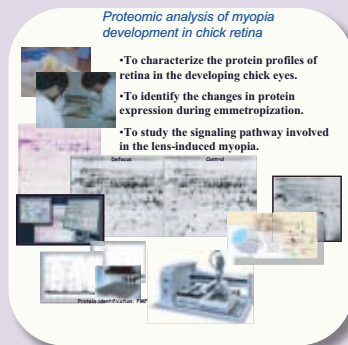 Proteomic analysis of myopia
development in chick retina
•To characterize the protein profiles of
retina in the developing chick eyes.
•To identify the changes in protein
expression during emmetropization.
•To study the signaling pathway involved
in the lens-induced myopia.
Defocus Control
Protein identification: PMF